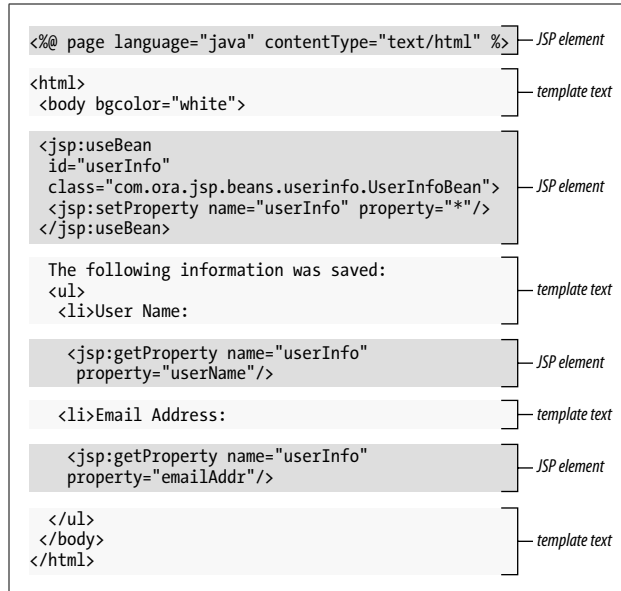 <%@ page language="java" contentType="text/html" %> JSP element
<html>
<body bgcolor="white">
template text
<jsp:useBean
id="userInfo"
class="com.ora.jsp.beans.userinfo.UserInfoBean">
<jsp:setProperty name="userInfo" property="*"/>
</jsp:useBean>
JSP element
The following information was saved:
<ul>
<li>User Name:
template text
<jsp:getProperty name="userInfo"
property="userName"/>
JSP element
<li>Email Address: template text
<jsp:getProperty name="userInfo"
property="emailAddr"/>
JSP element
</ul>
</body>
</html>
template text